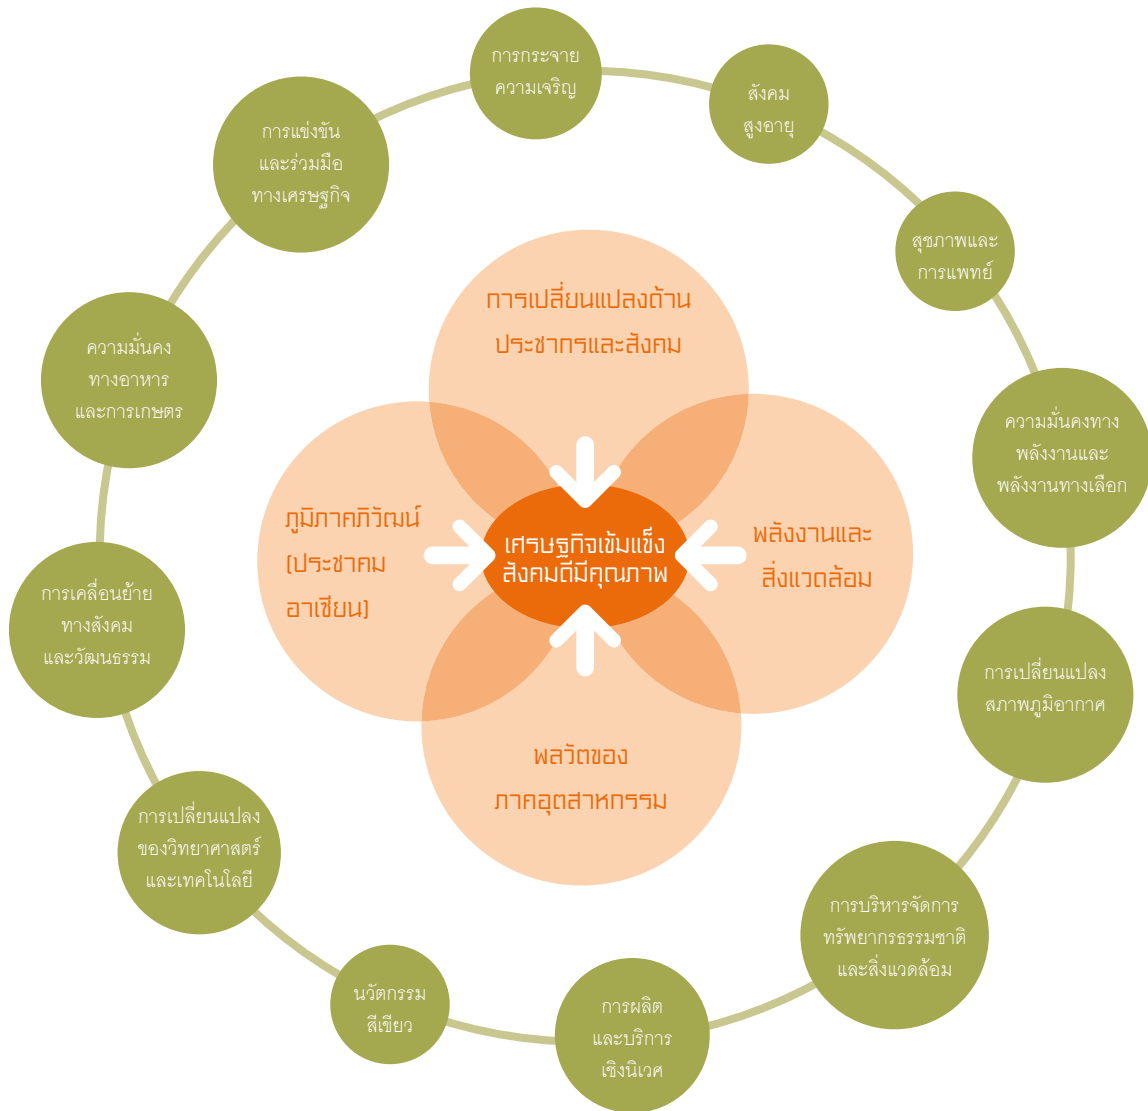 การกระจาย
ความเจริญ
สังคม
สูงอายุ
สุขภาพและ
การแพทย์
ความมั่นคงทาง
พลังงานและ
พลังงานทางเลือก
การเปลี่ยนแปลง
สภาพภูมิอากาศ
การบริหารจัดการ
ทรัพยากรธรรมชาติ
และสิ่งแวดล้อม
การผลิต
และบริการ
เชิงนิเวศ
นวัตกรรม
สีเขียว
การเปลี่ยนแปลง
ของวิทยาศาสตร์
และเทคโนโลยี
การเคลื่อนย้าย
ทางสังคม
และวัฒนธรรม
ความมั่นคง
ทางอาหาร
และการเกษตร
การแข่งขัน
และร่วมมือ
ทางเศรษฐกิจ
การเปลี่ยนแปลงด้าน
ประชากรและสังคม
ภูมิภาคภิวัฒน์
(ประชาคม
อาเซียน)
เศรษฐกิจเข้มแข็ง
สังคมดีมีคุณภาพ
พลังงานและ
สิ่งแวดล้อม
พลวัตของ
ภาคอุตสาหกรรม